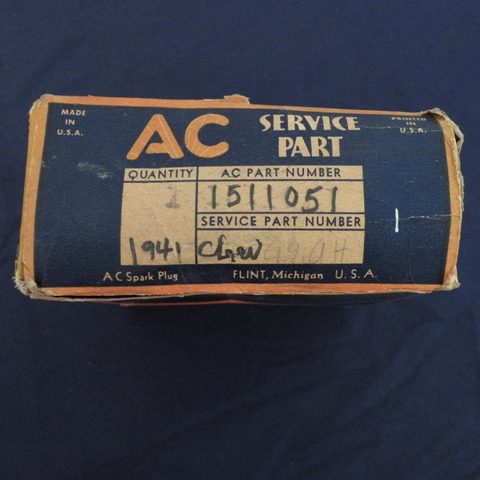 MADE IN U.S.A.
AC
SERVICE PART
PRINTED IN U.S.A.
QUANTITY
AC PART NUMBER
1
1511051
SERVICE PART NUMBER
1941 Chev
AC Spark Plug FLINT, Michigan U. S. A.